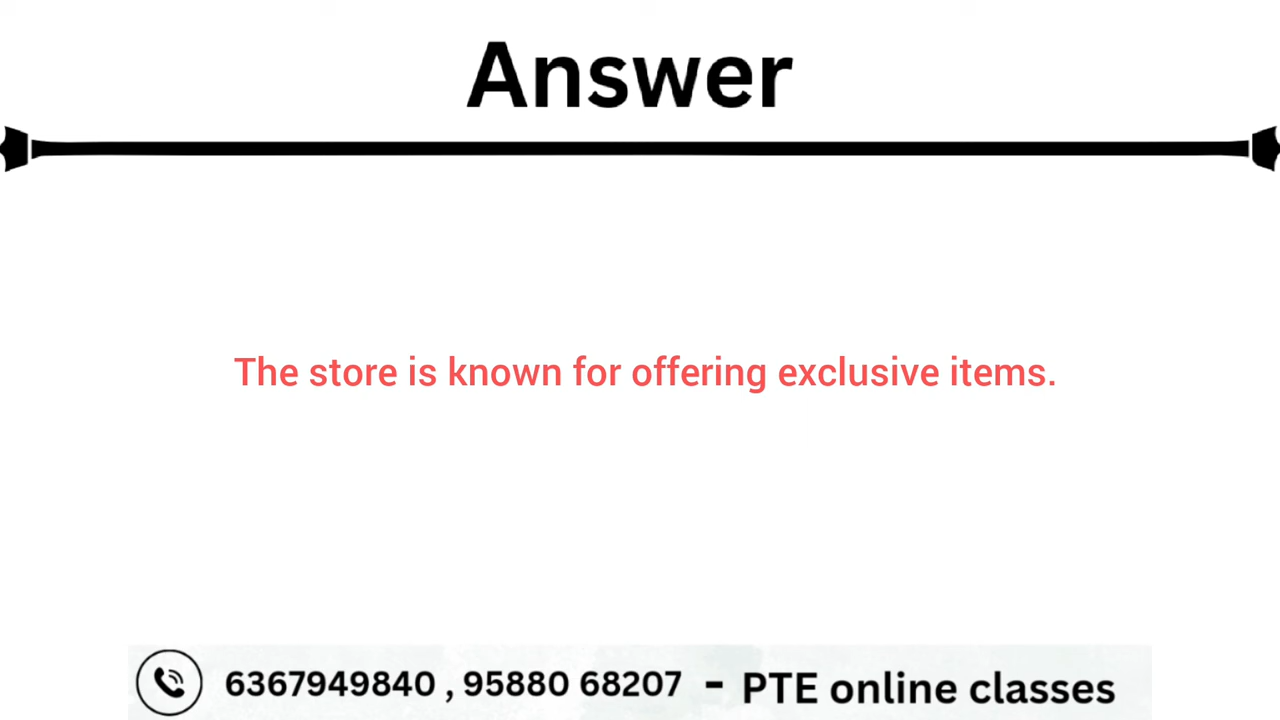 Answer
The store is known for offering exclusive items.
6367949840 , 95880 68207 - PTE online classes